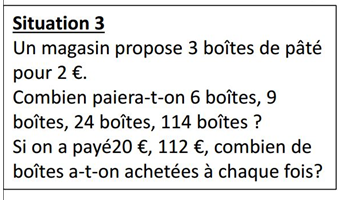 Situation 3
Un magasin propose 3 boîtes de pâté
pour 2 €.
Combien paiera-t-on 6 boîtes, 9
boîtes, 24 boîtes, 114 boîtes ?
Si on a payé20 €, 112 €, combien de
boîtes a-t-on achetées à chaque fois?